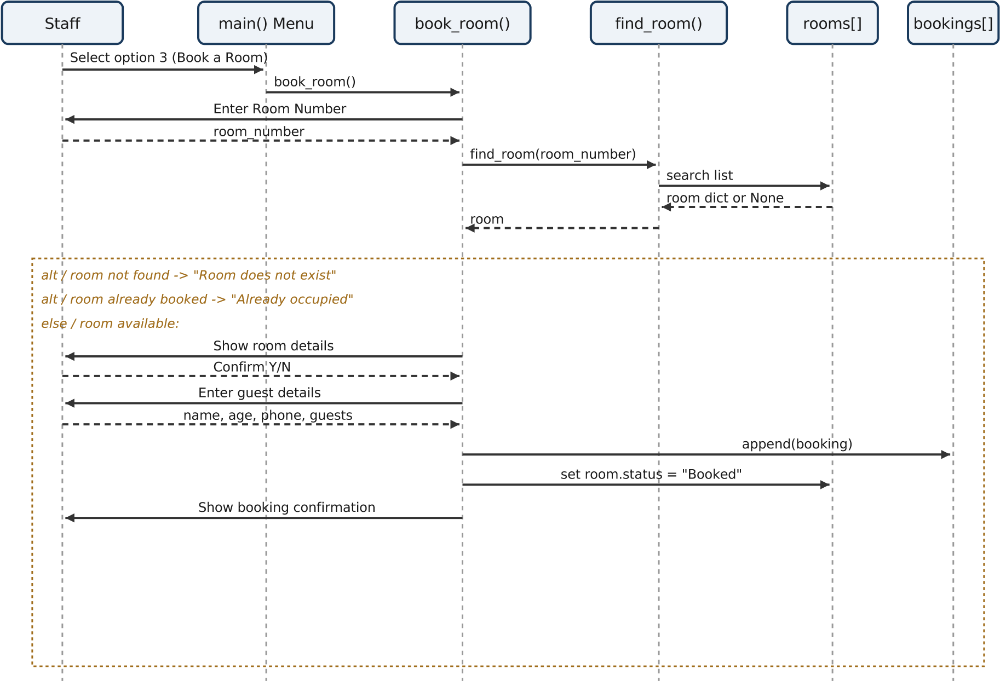 Staff
main() Menu
book_room()
find_room()
rooms[]
bookings[]
Select option 3 (Book a Room)
book_room()
Enter Room Number
room_number
find_room(room_number)
search list
room dict or None
room
alt / room not found -> "Room does not exist"
alt / room already booked -> "Already occupied"
else / room available:
Show room details
Confirm Y/N
Enter guest details
name, age, phone, guests
append(booking)
set room.status = "Booked"
Show booking confirmation